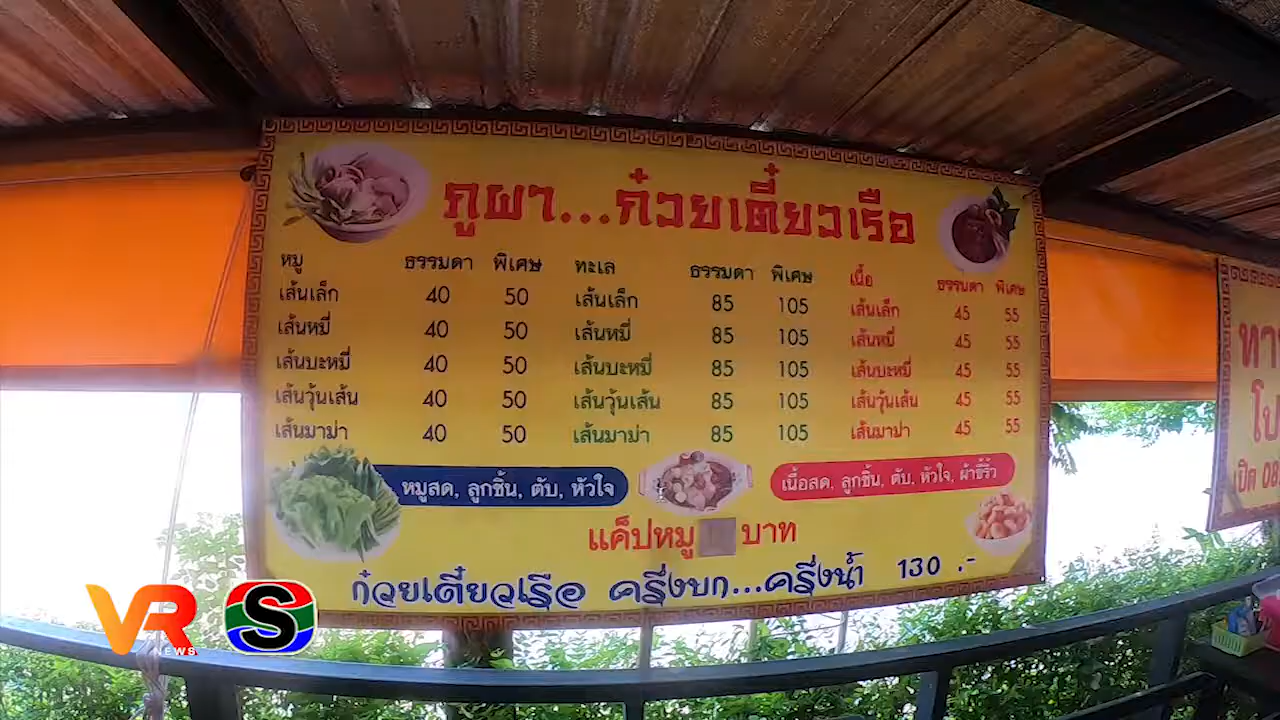 ภูผา...ก๋วยเตี๋ยวเรือ
หมู ธรรมดา พิเศษ
เส้นเล็ก 40 50
เส้นหมี่ 40 50
เส้นบะหมี่ 40 50
เส้นวุ้นเส้น 40 50
เส้นมาม่า 40 50
ทะเล ธรรมดา พิเศษ
เส้นเล็ก 85 105
เส้นหมี่ 85 105
เส้นบะหมี่ 85 105
เส้นวุ้นเส้น 85 105
เส้นมาม่า 85 105
เนื้อ ธรรมดา พิเศษ
เส้นเล็ก 45 55
เส้นหมี่ 45 55
เส้นบะหมี่ 45 55
เส้นวุ้นเส้น 45 55
เส้นมาม่า 45 55
หมูสด, ลูกชิ้น, ตับ, หัวใจ
เนื้อสด, ลูกชิ้น, ตับ, หัวใจ, ผ้าขี้ริ้ว
แค็ปหมู บาท
ก๋วยเตี๋ยวเรือ ครึ่งบก...ครึ่งน้ำ 130 .-
เปิด
VR NEWS
S